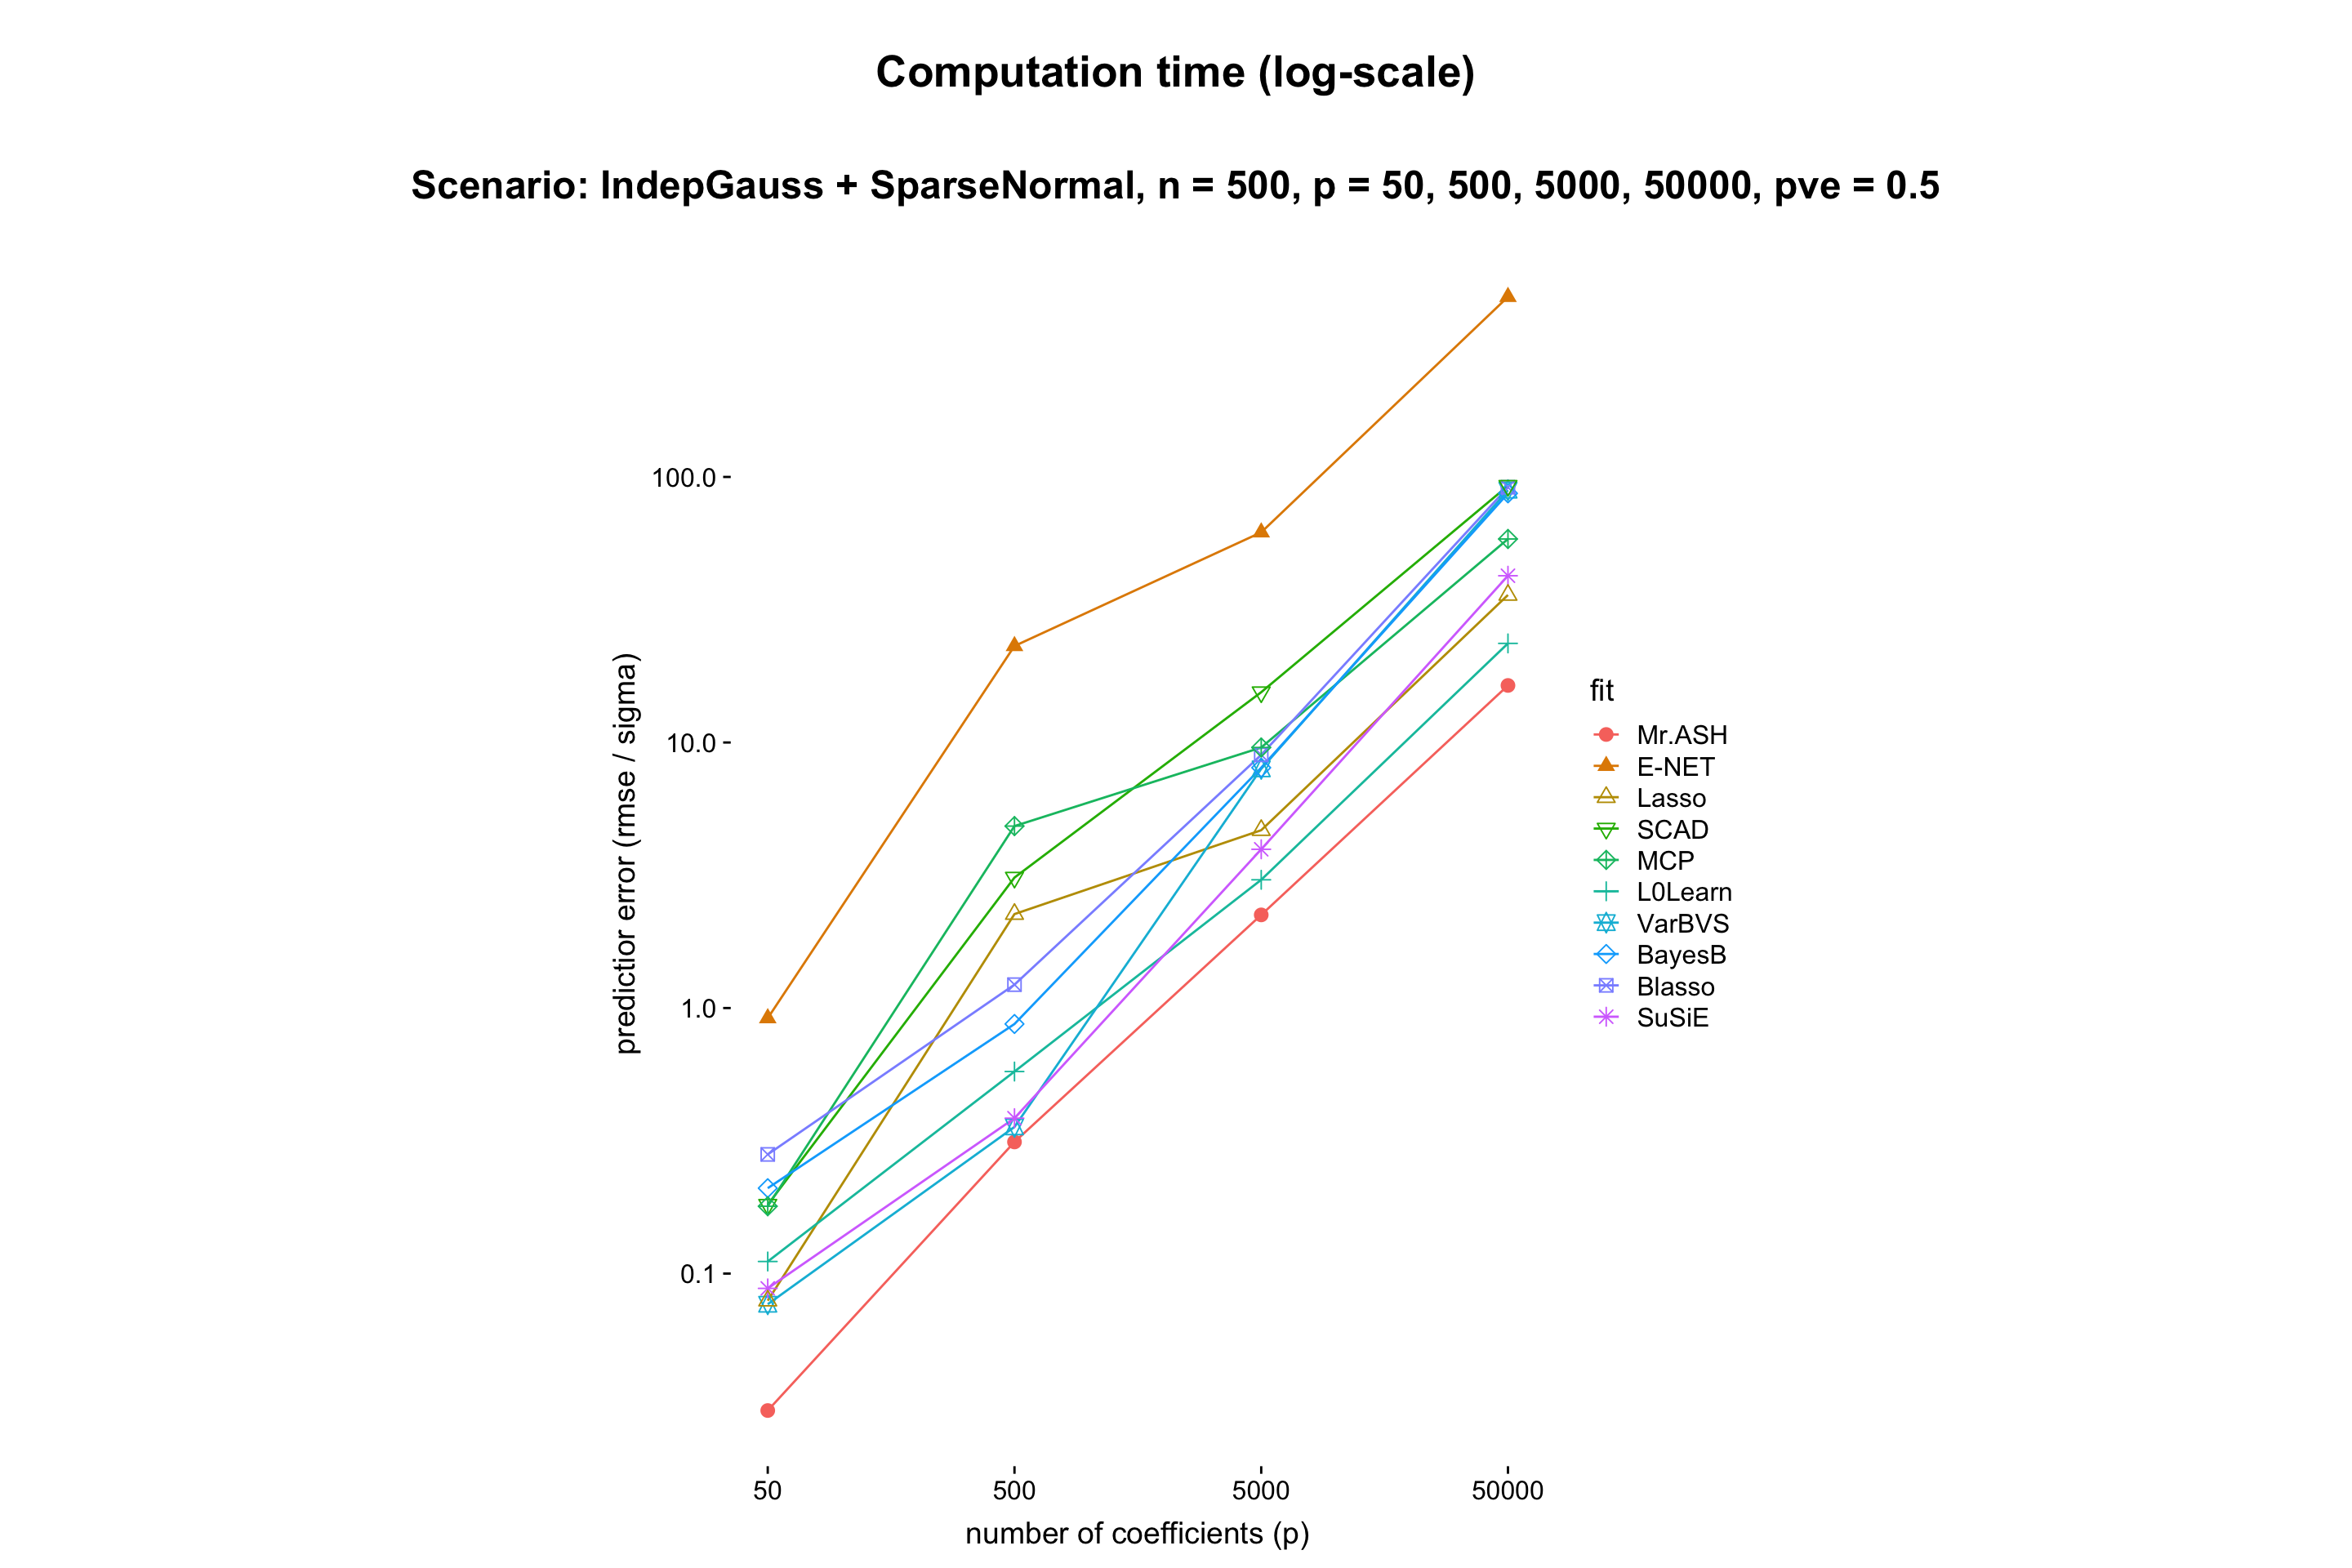 Computation time (log-scale)
Scenario: IndepGauss + SparseNormal, n = 500, p = 50, 500, 5000, 50000, pve = 0.5
100.0
10.0
1.0
0.1
predictior error (rmse / sigma)
50 500 5000 50000
number of coefficients (p)
fit
Mr.ASH
E-NET
Lasso
SCAD
MCP
L0Learn
VarBVS
BayesB
Blasso
SuSiE